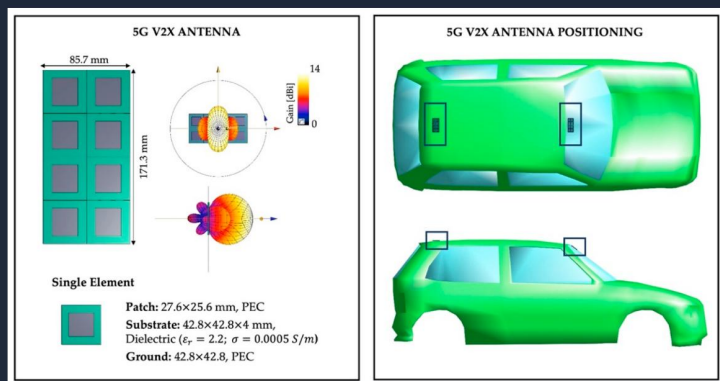 5G V2X ANTENNA
85.7 mm
171.3 mm
Gain [dBi]
14
0
Single Element
Patch: 27.6×25.6 mm, PEC
Substrate: 42.8×42.8×4 mm,
Dielectric (εr = 2.2; σ = 0.0005 S/m)
Ground: 42.8×42.8, PEC
5G V2X ANTENNA POSITIONING